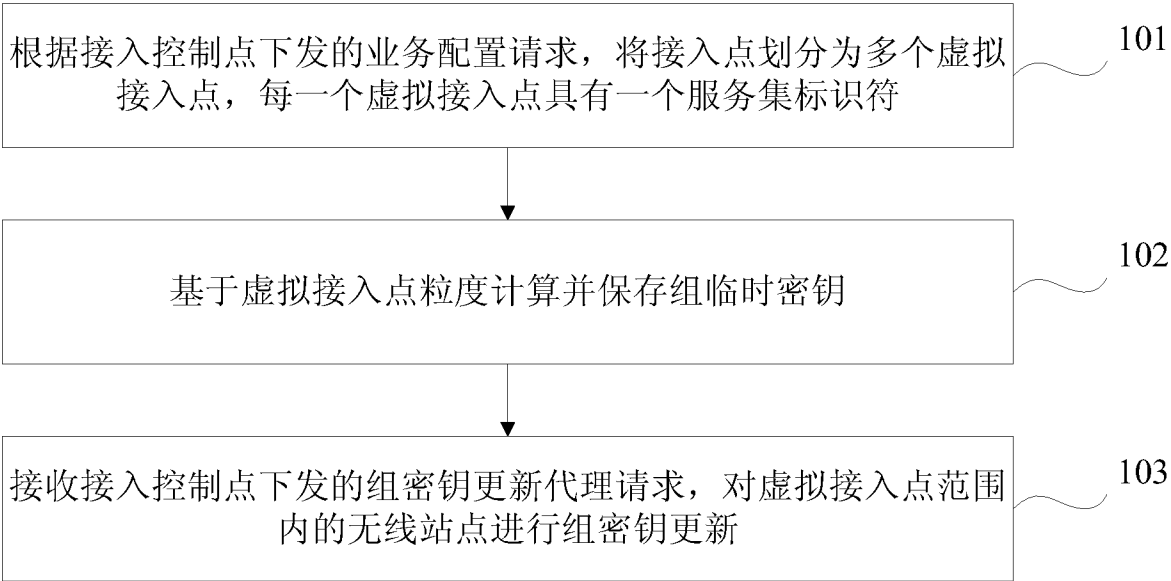 根据接入控制点下发的业务配置请求，将接入点划分为多个虚拟
接入点，每一个虚拟接入点具有一个服务集标识符
101
基于虚拟接入点粒度计算并保存组临时密钥
102
接收接入控制点下发的组密钥更新代理请求，对虚拟接入点范围
内的无线站点进行组密钥更新
103